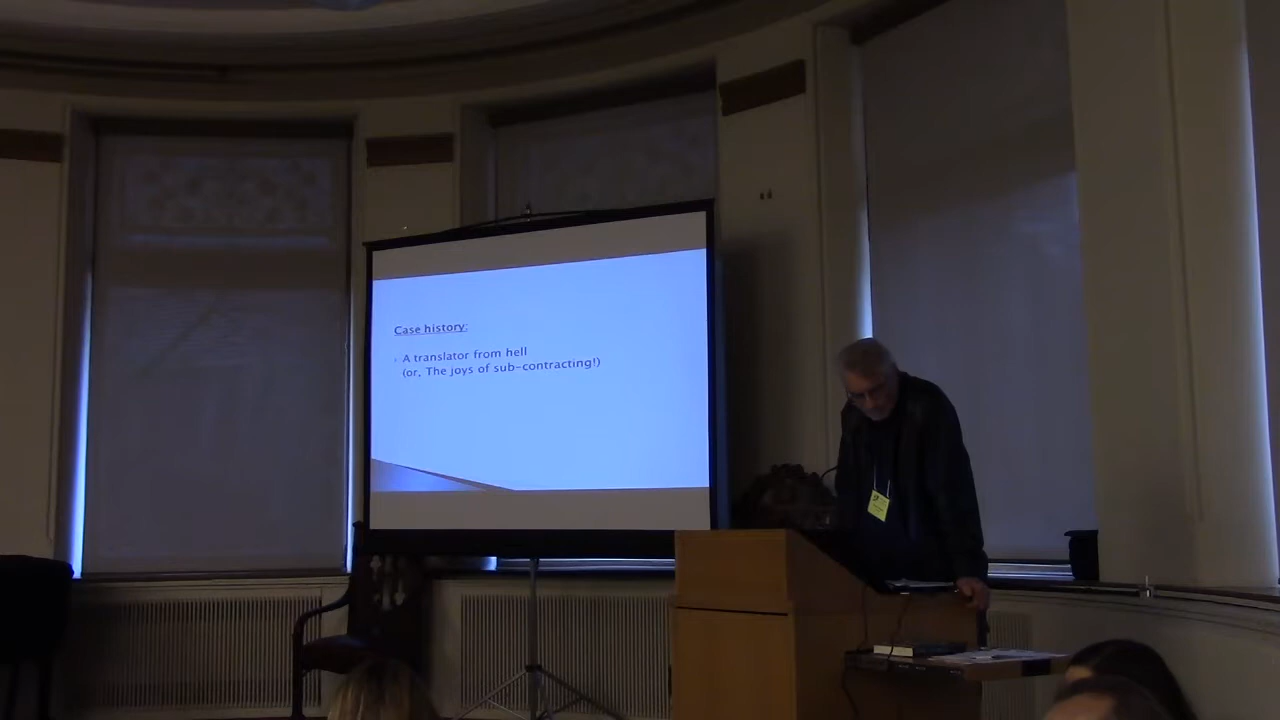 Case history:
A translator from hell
(or, The joys of sub-contracting!)